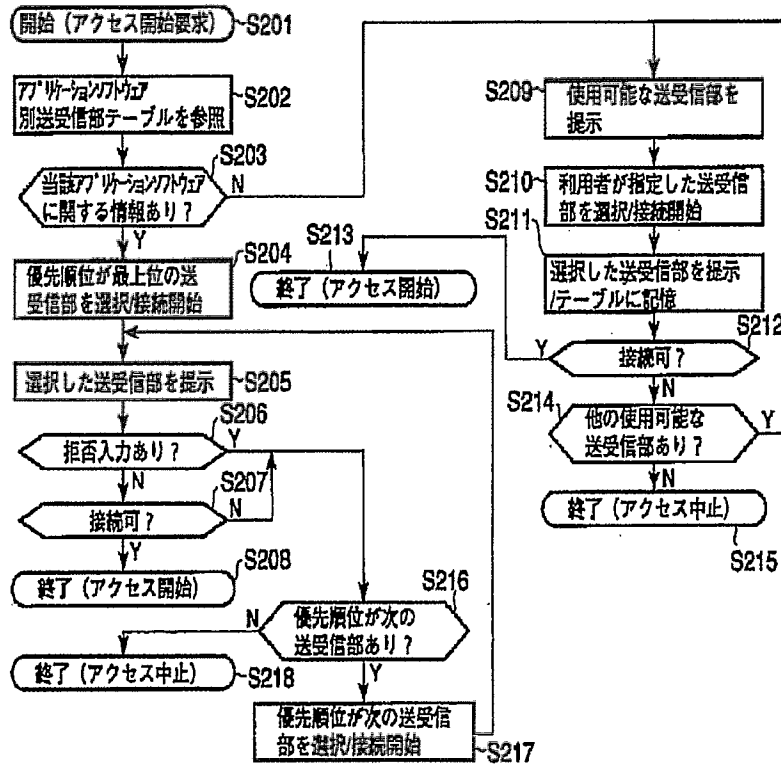 開始（アクセス開始要求）
S201
アプリケーションソフトウェア
別送受信部テーブルを参照
S202
S203
当該アプリケーションソフトウェア
に関する情報あり？
N
Y
S204
優先順位が最上位の送
受信部を選択/接続開始
選択した送受信部を提示
S205
S206
拒否入力あり？
Y
N
S207
接続可？
N
Y
S208
終了（アクセス開始）
S209
使用可能な送受信部を
提示
S210
利用者が指定した送受信
部を選択/接続開始
S211
選択した送受信部を提示
/テーブルに記憶
S212
接続可？
Y
N
S213
終了（アクセス開始）
S214
他の使用可能な
送受信部あり？
Y
N
終了（アクセス中止）
S215
S216
優先順位が次の
送受信部あり？
N
Y
終了（アクセス中止）
S218
優先順位が次の送受信
部を選択/接続開始
S217